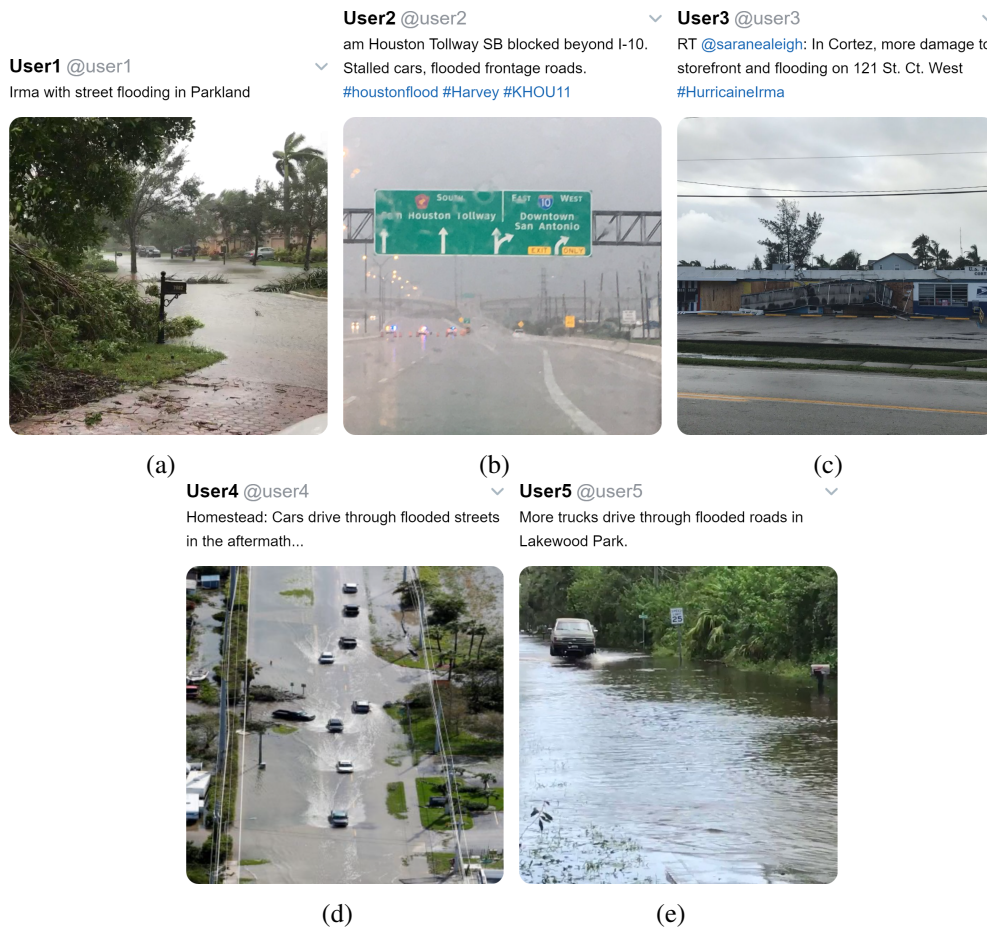 User1 @user1
Irma with street flooding in Parkland
(a)
User2 @user2
am Houston Tollway SB blocked beyond I-10.
Stalled cars, flooded frontage roads.
#houstonflood #Harvey #KHOU11
SOUTH
Houston Tollway
EAST 10 WEST
Downtown
San Antonio
EXIT ONLY
(b)
User3 @user3
RT @saranealeigh: In Cortez, more damage to
storefront and flooding on 121 St. Ct. West
#HurricaineIrma
(c)
User4 @user4
Homestead: Cars drive through flooded streets
in the aftermath...
(d)
User5 @user5
More trucks drive through flooded roads in
Lakewood Park.
25
(e)